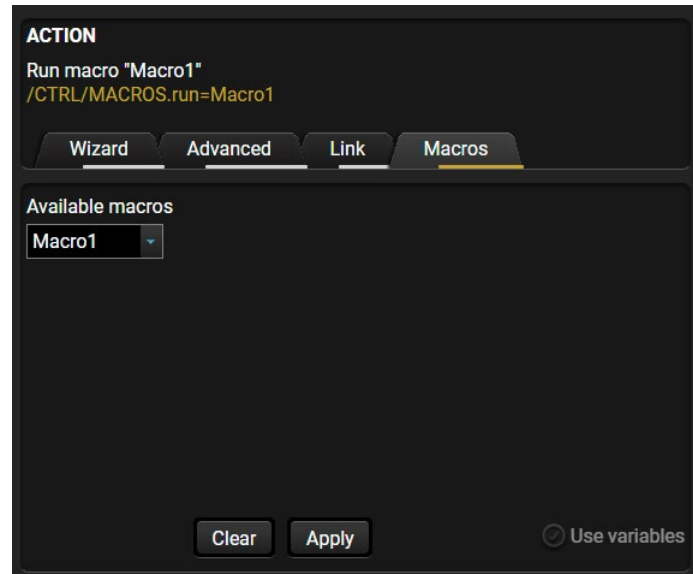 ACTION
Run macro "Macro1"
/CTRL/MACROS.run=Macro1
Wizard Advanced Link Macros
Available macros
Macro1
Clear Apply Use variables